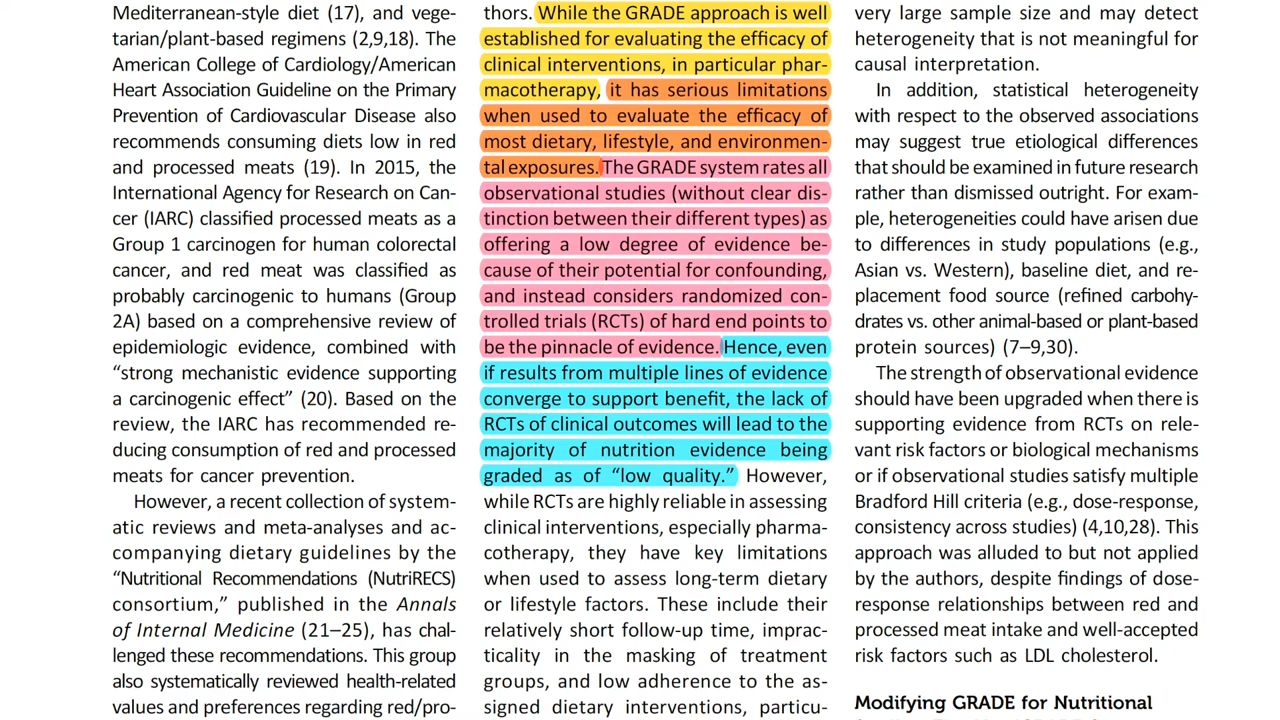 Mediterranean-style diet (17), and vege-
tarian/plant-based regimens (2,9,18). The
American College of Cardiology/American
Heart Association Guideline on the Primary
Prevention of Cardiovascular Disease also
recommends consuming diets low in red
and processed meats (19). In 2015, the
International Agency for Research on Can-
cer (IARC) classified processed meats as a
Group 1 carcinogen for human colorectal
cancer, and red meat was classified as
probably carcinogenic to humans (Group
2A) based on a comprehensive review of
epidemiologic evidence, combined with
“strong mechanistic evidence supporting
a carcinogenic effect” (20). Based on the
review, the IARC has recommended re-
ducing consumption of red and processed
meats for cancer prevention.
However, a recent collection of system-
atic reviews and meta-analyses and ac-
companying dietary guidelines by the
“Nutritional Recommendations (NutriRECS)
consortium,” published in the Annals
of Internal Medicine (21–25), has chal-
lenged these recommendations. This group
also systematically reviewed health-related
values and preferences regarding red/pro-
thors. While the GRADE approach is well
established for evaluating the efficacy of
clinical interventions, in particular phar-
macotherapy, it has serious limitations
when used to evaluate the efficacy of
most dietary, lifestyle, and environmen-
tal exposures. The GRADE system rates all
observational studies (without clear dis-
tinction between their different types) as
offering a low degree of evidence be-
cause of their potential for confounding,
and instead considers randomized con-
trolled trials (RCTs) of hard end points to
be the pinnacle of evidence. Hence, even
if results from multiple lines of evidence
converge to support benefit, the lack of
RCTs of clinical outcomes will lead to the
majority of nutrition evidence being
graded as of “low quality.” However,
while RCTs are highly reliable in assessing
clinical interventions, especially pharma-
cotherapy, they have key limitations
when used to assess long-term dietary
or lifestyle factors. These include their
relatively short follow-up time, imprac-
ticality in the masking of treatment
groups, and low adherence to the as-
signed dietary interventions, particu-
very large sample size and may detect
heterogeneity that is not meaningful for
causal interpretation.
In addition, statistical heterogeneity
with respect to the observed associations
may suggest true etiological differences
that should be examined in future research
rather than dismissed outright. For exam-
ple, heterogeneities could have arisen due
to differences in study populations (e.g.,
Asian vs. Western), baseline diet, and re-
placement food source (refined carbohy-
drates vs. other animal-based or plant-based
protein sources) (7–9,30).
The strength of observational evidence
should have been upgraded when there is
supporting evidence from RCTs on rele-
vant risk factors or biological mechanisms
or if observational studies satisfy multiple
Bradford Hill criteria (e.g., dose-response,
consistency across studies) (4,10,28). This
approach was alluded to but not applied
by the authors, despite findings of dose-
response relationships between red and
processed meat intake and well-accepted
risk factors such as LDL cholesterol.
Modifying GRADE for Nutritional